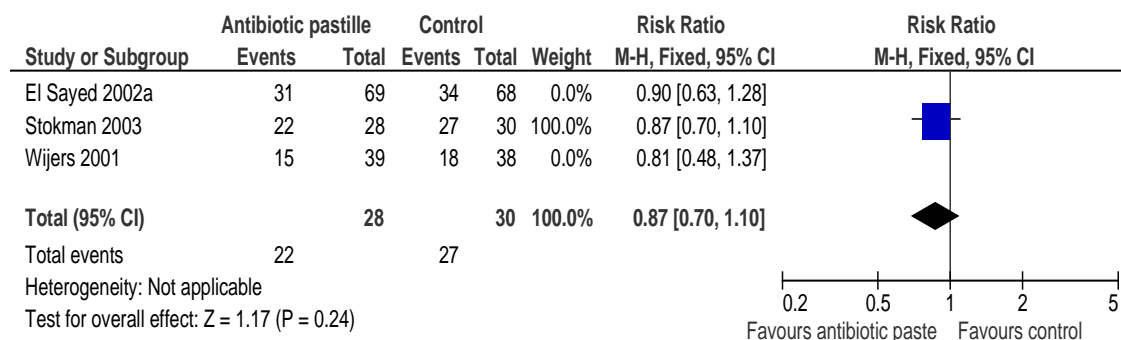 Antibiotic pastille Control Risk Ratio Risk Ratio
Study or Subgroup Events Total Events Total Weight M-H, Fixed, 95% CI M-H, Fixed, 95% CI
El Sayed 2002a 31 69 34 68 0.0% 0.90 [0.63, 1.28]
Stokman 2003 22 28 27 30 100.0% 0.87 [0.70, 1.10]
Wijers 2001 15 39 18 38 0.0% 0.81 [0.48, 1.37]
Total (95% CI) 28 30 100.0% 0.87 [0.70, 1.10]
Total events 22 27
Heterogeneity: Not applicable
Test for overall effect: Z = 1.17 (P = 0.24)
0.2 0.5 1 2 5
Favours antibiotic paste Favours control